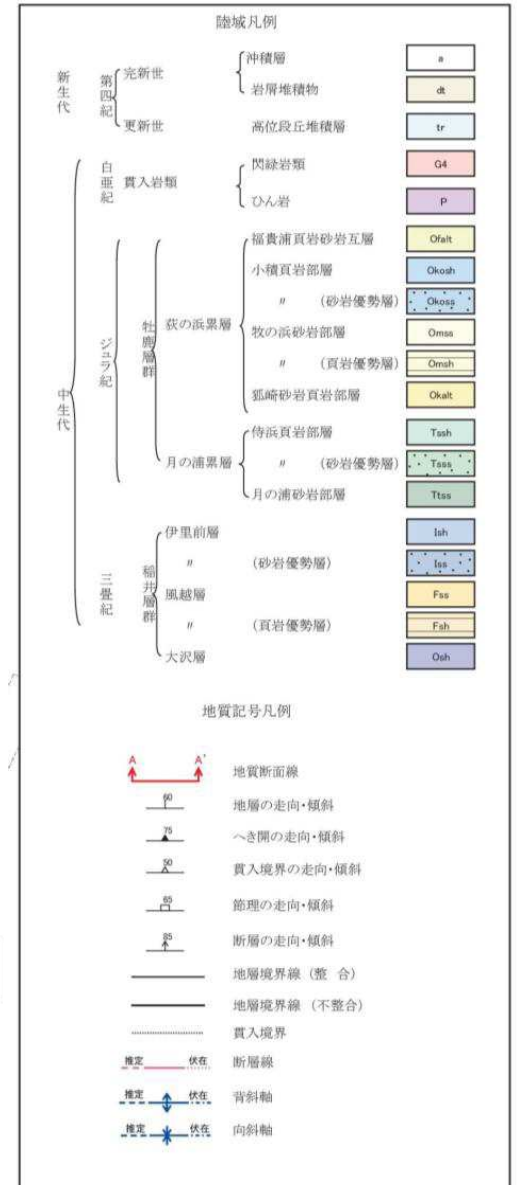 陸域凡例
新生代
第四紀
完新世
沖積層 a
岩屑堆積物 dt
更新世 高位段丘堆積層 tr
中生代
白亜紀
貫入岩類
閃緑岩類 G4
ひん岩 P
ジュラ紀
牡鹿層群
荻の浜累層
福貴浦頁岩砂岩互層 Ofalt
小積頁岩部層 Okosh
〃 (砂岩優勢層) Okoss
牧の浜砂岩部層 Omss
〃 (頁岩優勢層) Omsh
狐崎砂岩頁岩部層 Okalt
月の浦累層
侍浜頁岩部層 Tssh
〃 (砂岩優勢層) Tsss
月の浦砂岩部層 Ttss
三畳紀
稲井層群
伊里前層 Ish
〃 (砂岩優勢層) Iss
風越層 Fss
〃 (頁岩優勢層) Fsh
大沢層 Osh
地質記号凡例
A A' 地質断面線
60 地層の走向・傾斜
75 へき開の走向・傾斜
50 貫入境界の走向・傾斜
65 節理の走向・傾斜
85 断層の走向・傾斜
地層境界線 (整 合)
地層境界線 (不整合)
貫入境界
推定 伏在 断層線
推定 伏在 背斜軸
推定 伏在 向斜軸